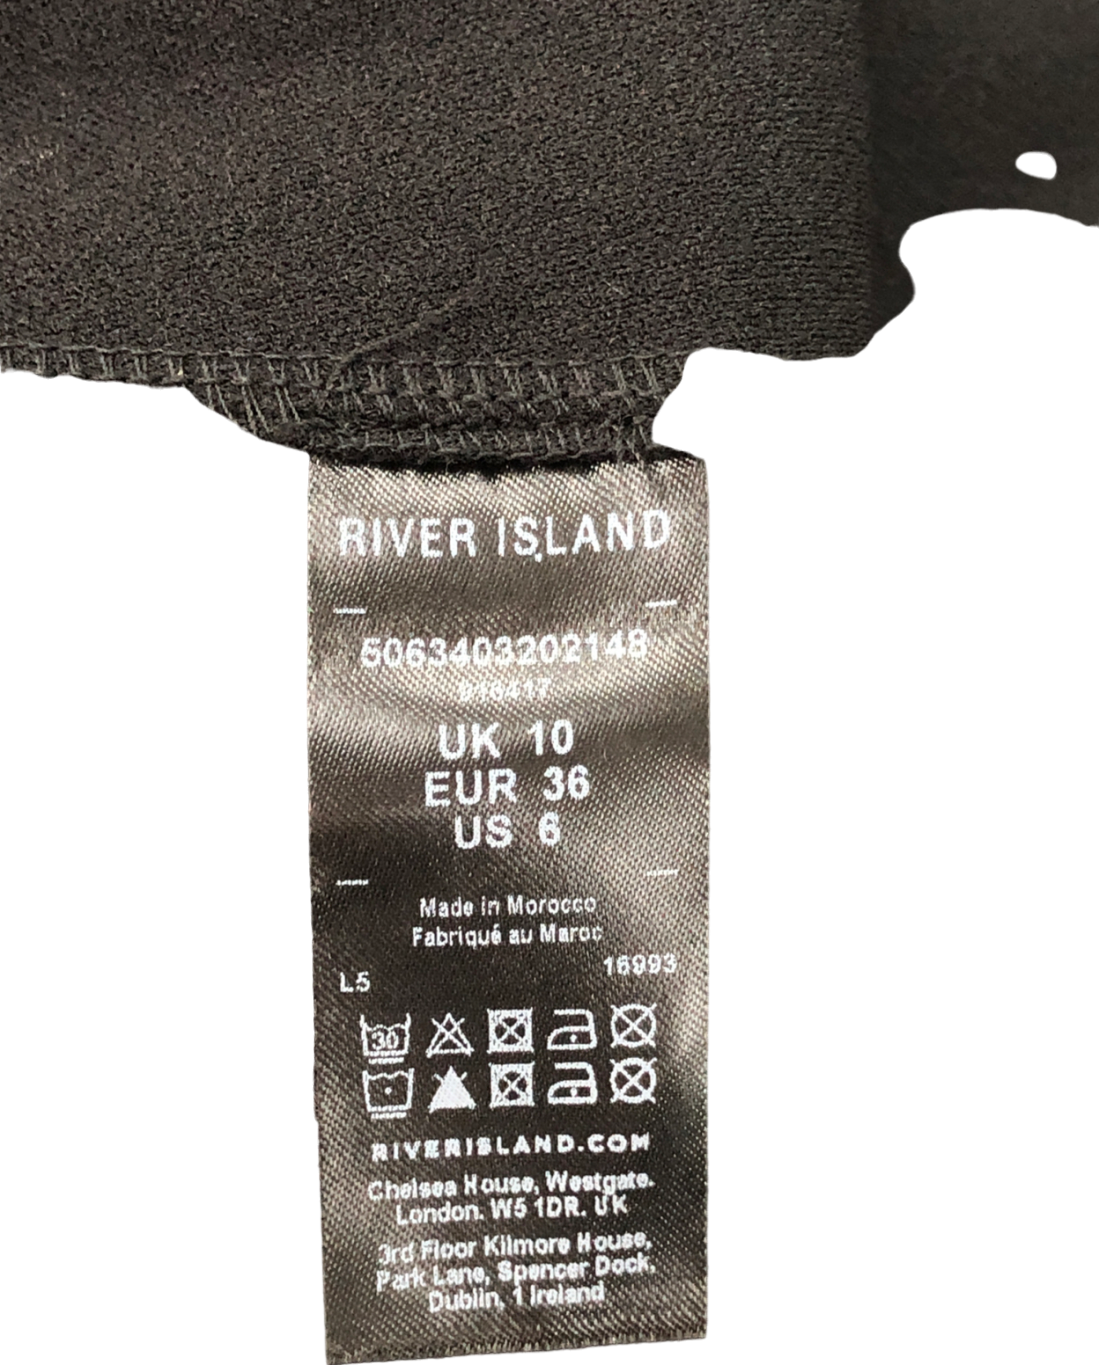 RIVER ISLAND
5063403202148
916417
UK 10
EUR 36
US 6
Made in Morocco
Fabriqué au Maroc
16993
L5
30
RIVERISLAND.COM
Chelsea House, Westgate.
London. W5 1DR. UK
3rd Floor Kilmore House,
Park Lane, Spencer Dock,
Dublin, 1 Ireland